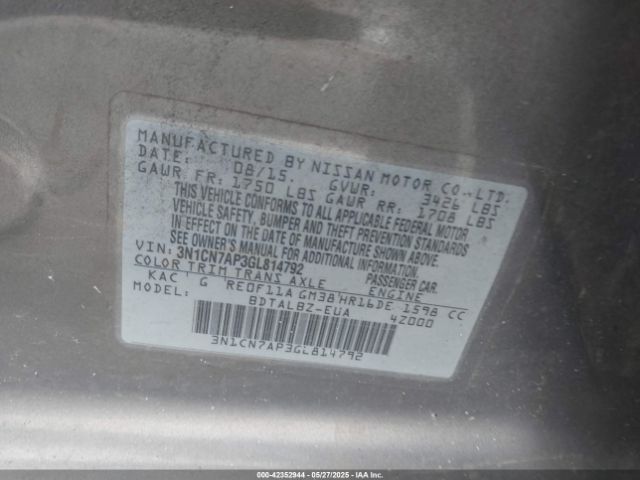 MANUFACTURED BY NISSAN MOTOR CO.,LTD.
DATE: 08/15. GVWR: 3426 LBS
GAWR FR: 1750 LBS GAWR RR: 1708 LBS
THIS VEHICLE CONFORMS TO ALL APPLICABLE FEDERAL MOTOR
VEHICLE SAFETY, BUMPER AND THEFT PREVENTION STANDARDS
IN EFFECT ON THE DATE OF MANUFACTURE SHOWN ABOVE.
SEE OWNER'S MANUAL FOR ADDITIONAL INFORMATION.
VIN: 3N1CN7AP3GL814792 PASSENGER CAR.
COLOR TRIM TRANS AXLE ENGINE
KAC G RE0F11A GM38 HR16DE 1598 CC
MODEL BDTALBZ-EUA 42000
3N1CN7AP3GL814792
000-42352944 | 05/27/2025 | IAAI.COM